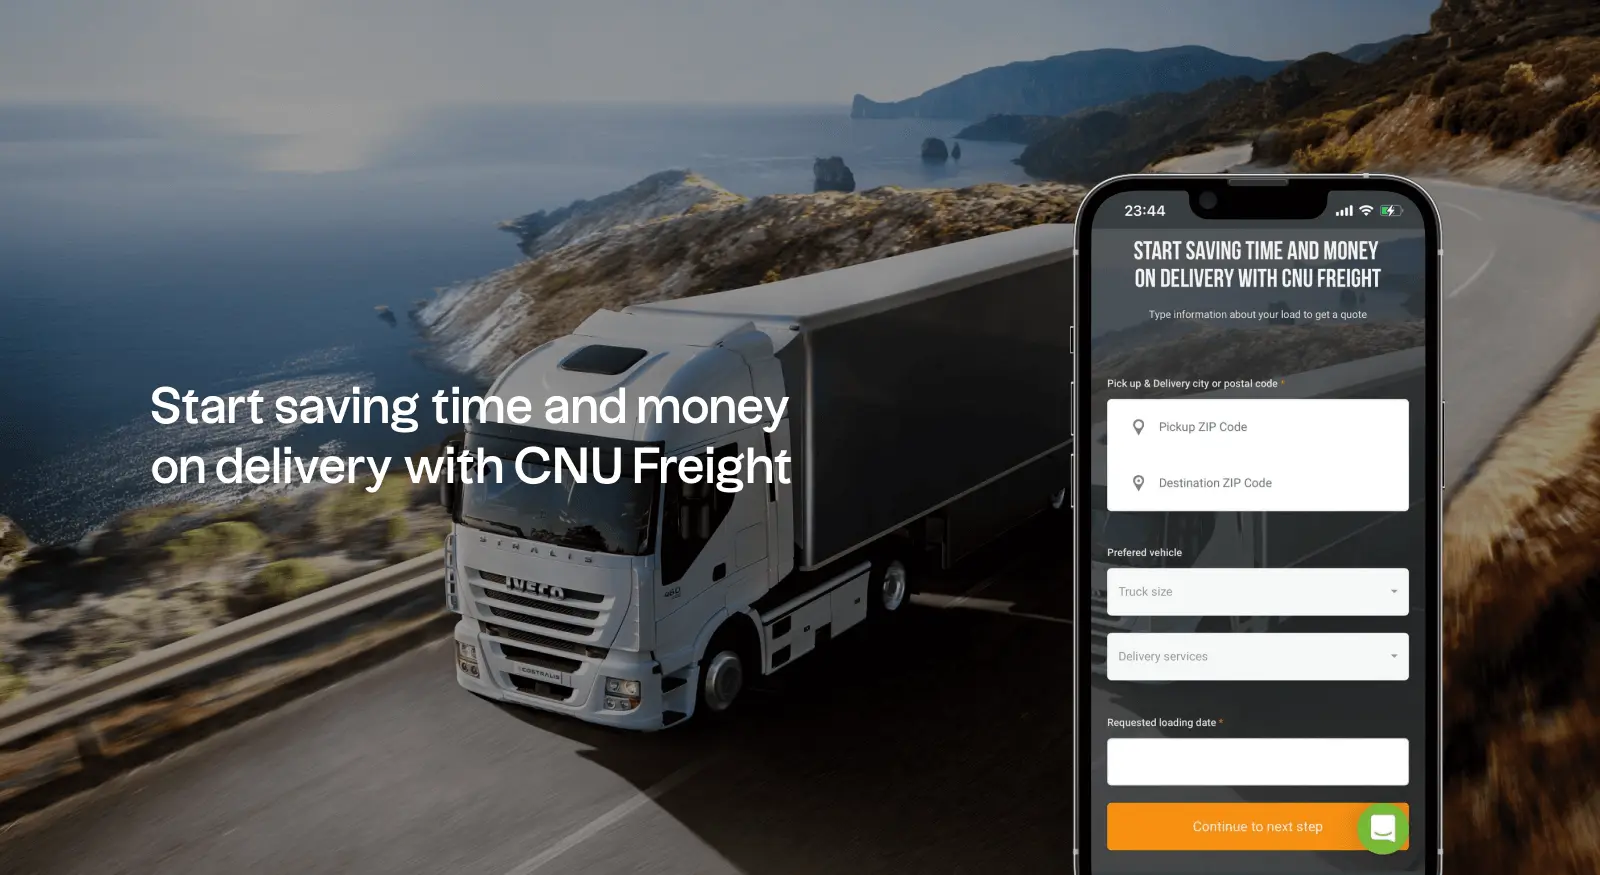 Start saving time and money
on delivery with CNU Freight
STRALIS
IVECO
460
23:44
START SAVING TIME AND MONEY
ON DELIVERY WITH CNU FREIGHT
Type information about your load to get a quote
Pick up & Delivery city or postal code *
Pickup ZIP Code
Destination ZIP Code
Prefered vehicle
Truck size
Delivery services
Requested loading date *
Continue to next step